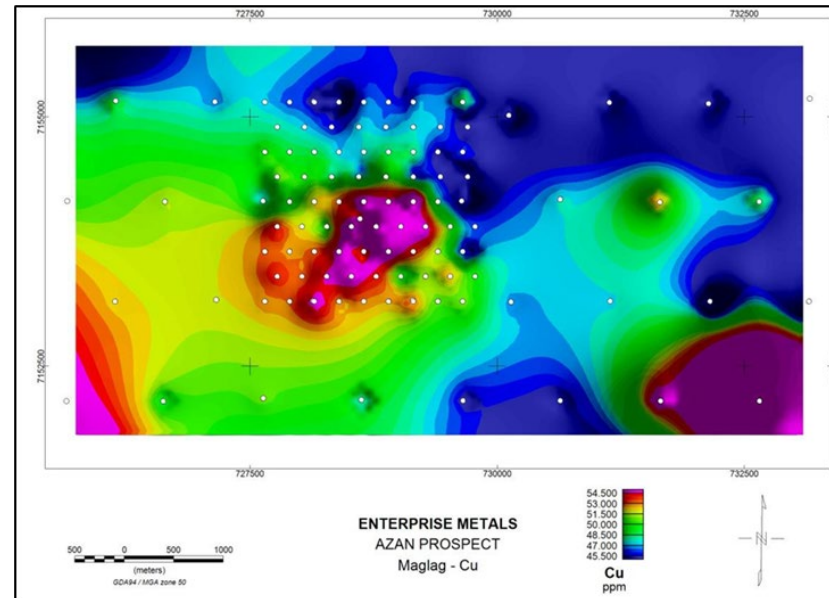 727500 730000 732500
7155000
7152500
727500 730000 732500
ENTERPRISE METALS
AZAN PROSPECT
Maglag - Cu
500 0 500 1000
(meters)
GDA94 / MGA zone 50
54.500
53.000
51.500
50.000
48.500
47.000
45.500
Cu
ppm
N